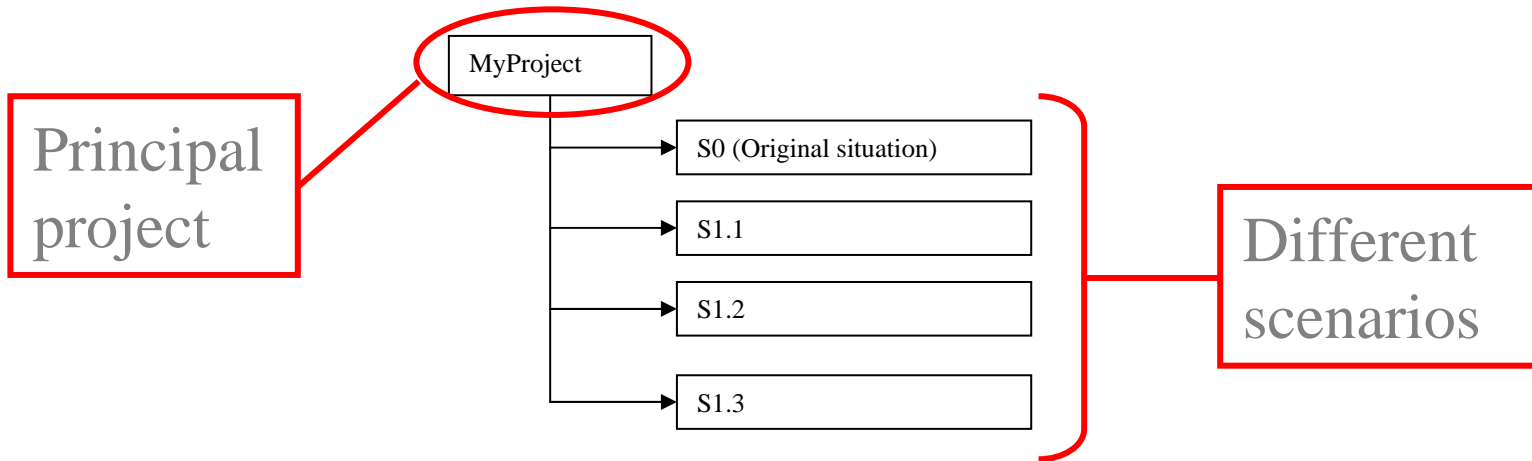 MyProject
Principal
project
S0 (Original situation)
S1.1
S1.2
S1.3
Different
scenarios